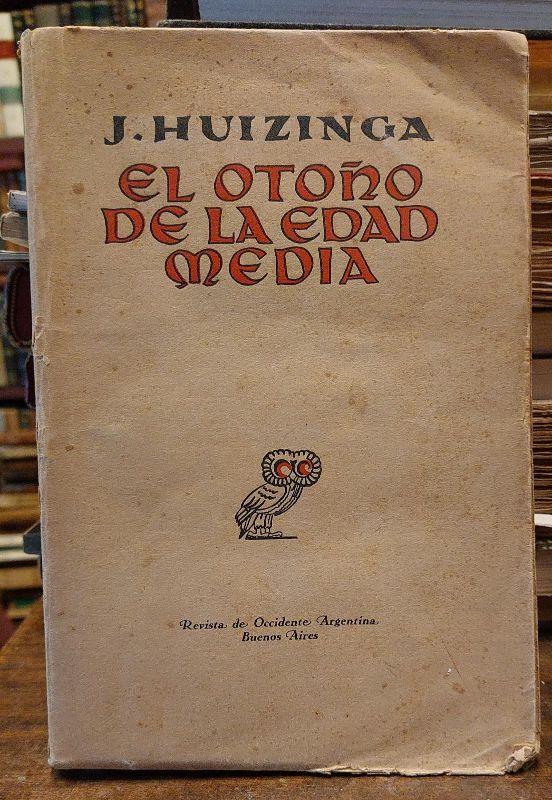 J. HUIZINGA
EL OTOÑO
DE LA EDAD
MEDIA
Revista de Occidente Argentina
Buenos Aires